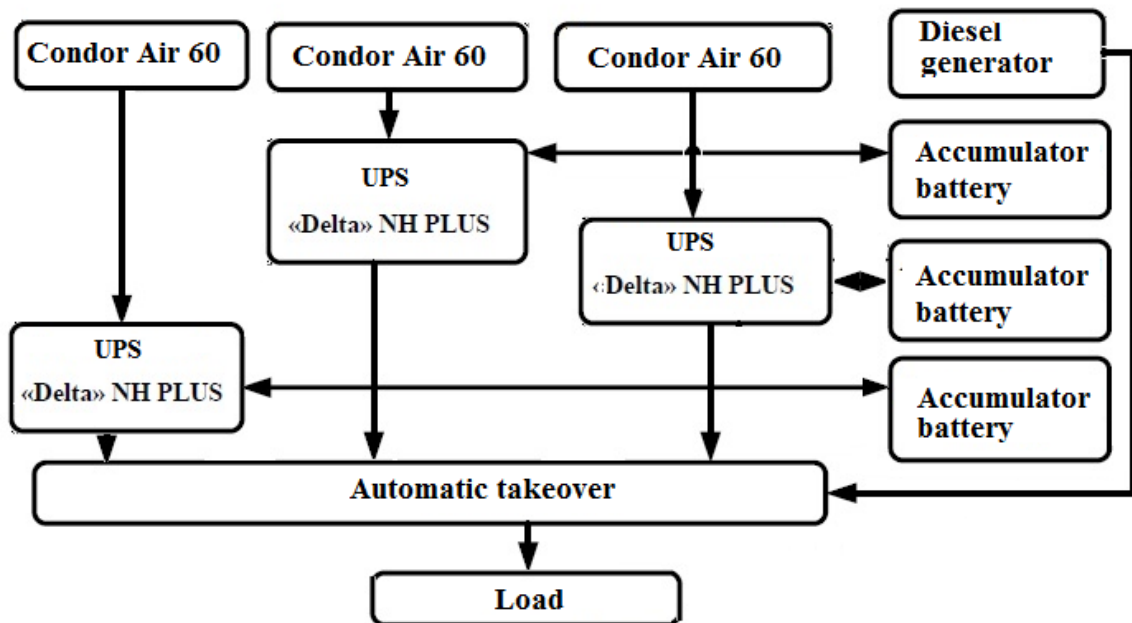 Condor Air 60
Condor Air 60
Condor Air 60
Diesel
generator
UPS
«Delta» NH PLUS
Accumulator
battery
UPS
«Delta» NH PLUS
Accumulator
battery
UPS
«Delta» NH PLUS
Accumulator
battery
Automatic takeover
Load